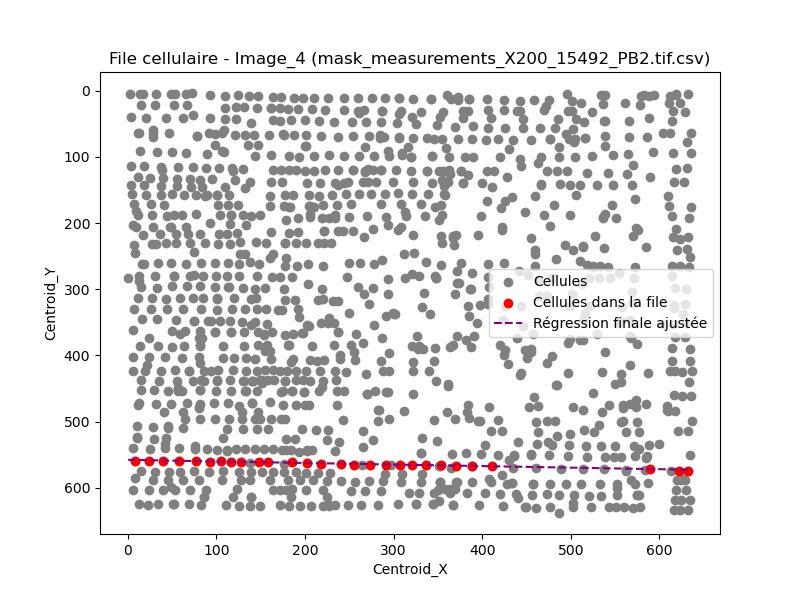 File cellulaire - Image_4 (mask_measurements_X200_15492_PB2.tif.csv)
0
100
200
300
400
500
600
Centroid_Y
Cellules
Cellules dans la file
Régression finale ajustée
0 100 200 300 400 500 600
Centroid_X